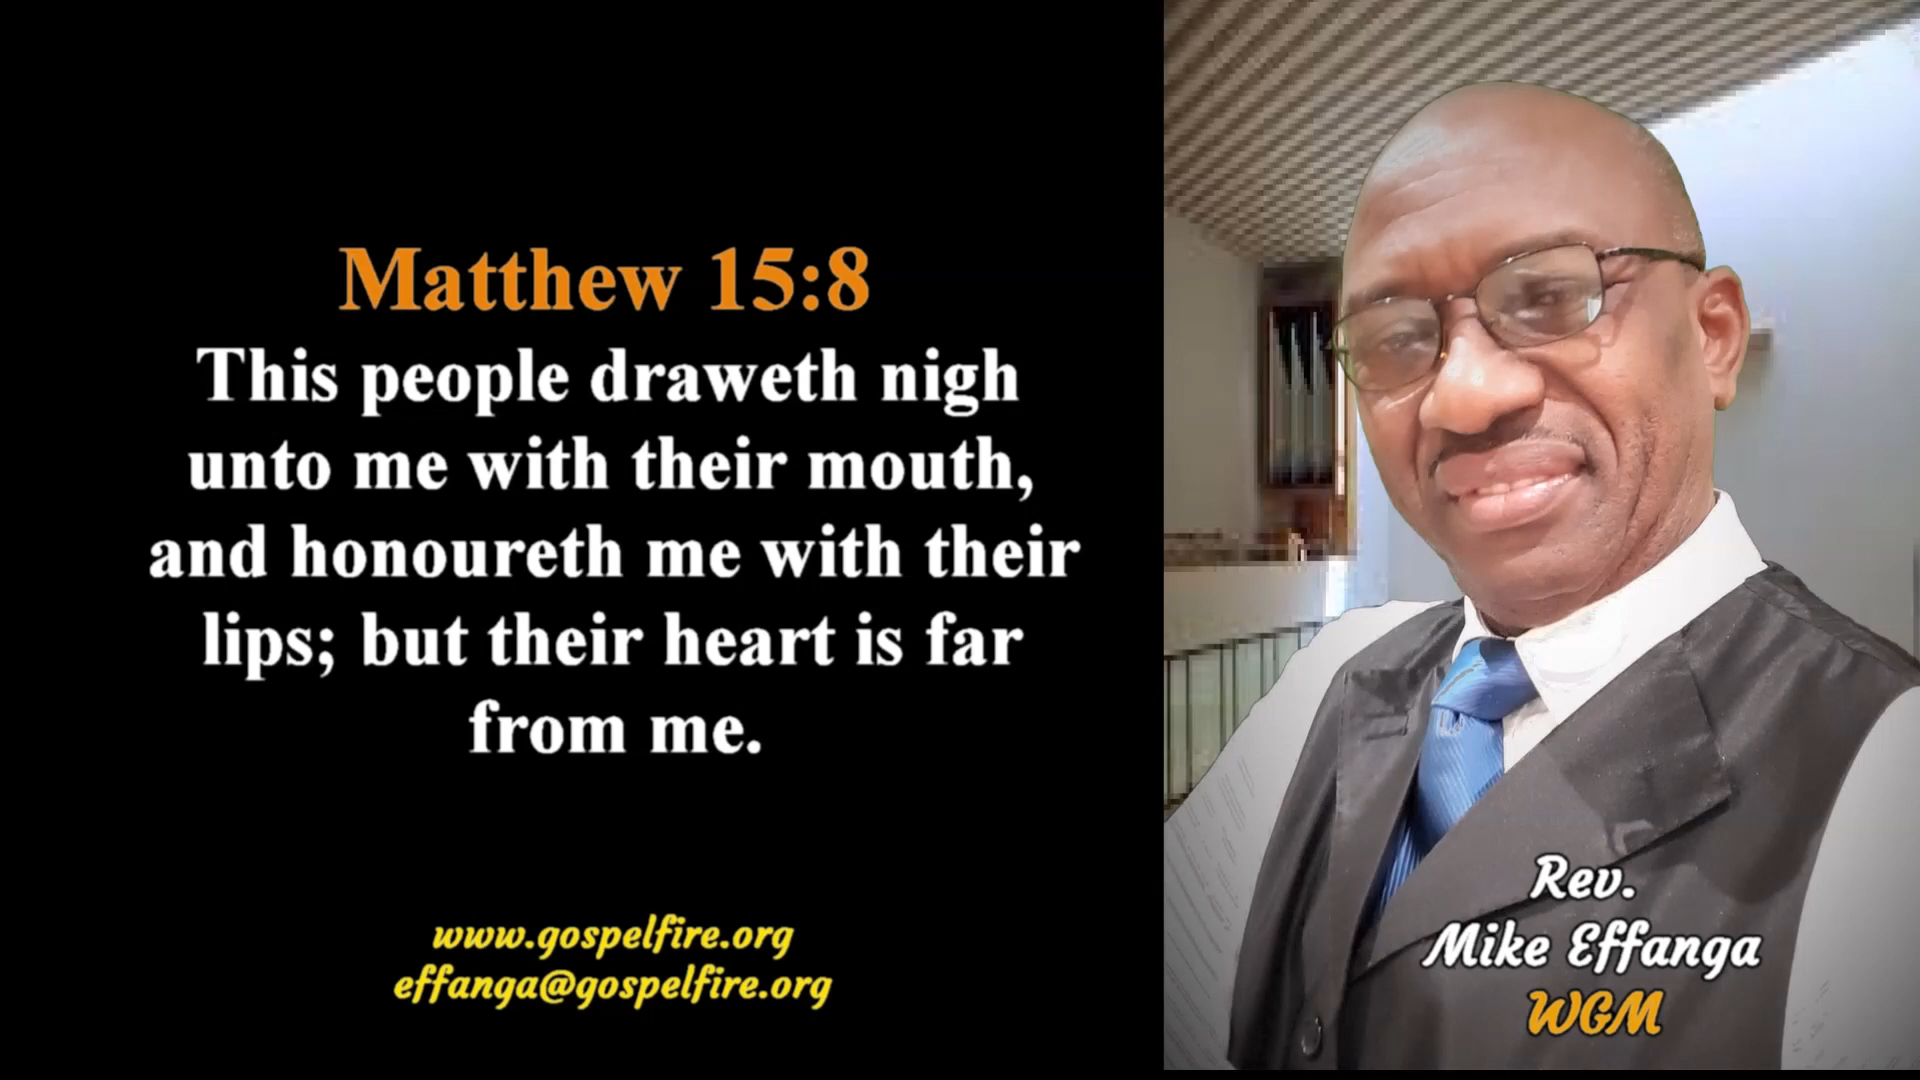 Matthew 15:8
This people draweth nigh
unto me with their mouth,
and honoureth me with their
lips; but their heart is far
from me.
www.gospelfire.org
effanga@gospelfire.org
Rev.
Mike Effanga
WGM